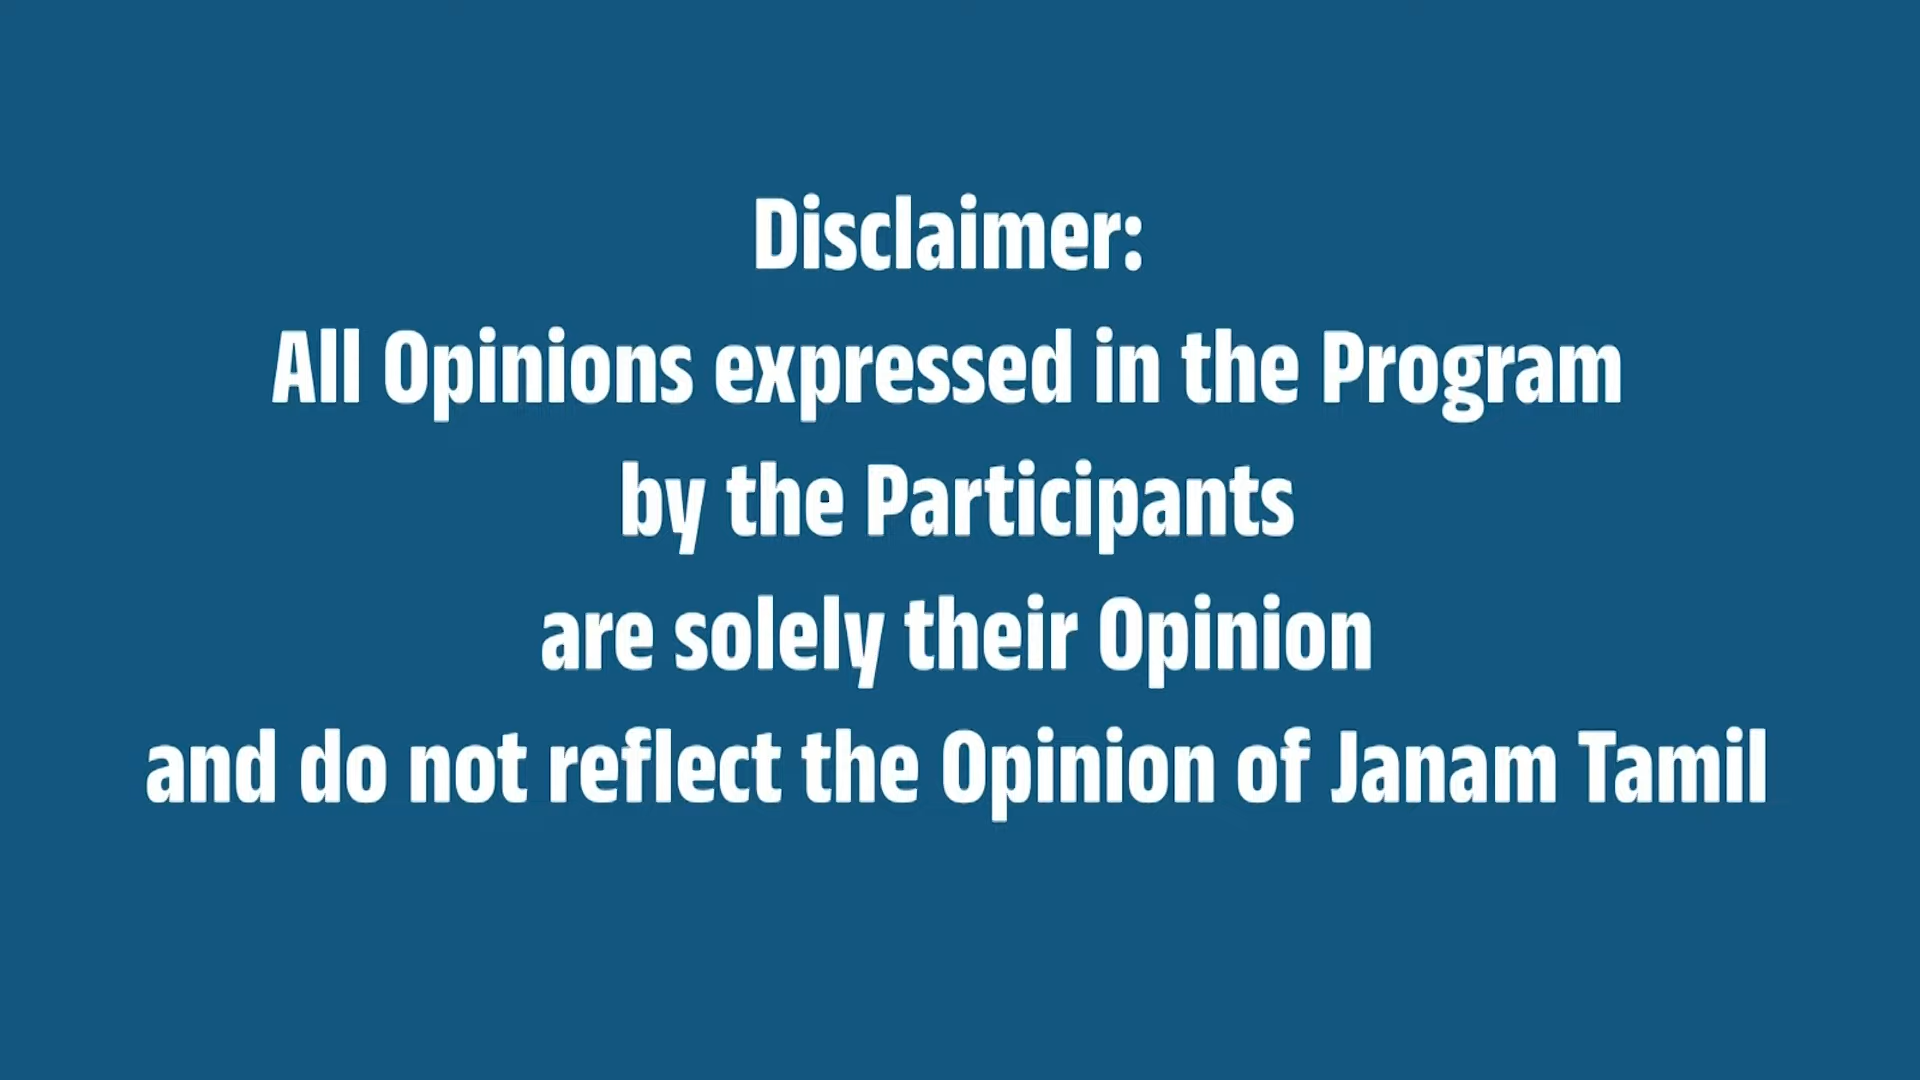 Disclaimer:
All Opinions expressed in the Program
by the Participants
are solely their Opinion
and do not reflect the Opinion of Janam Tamil